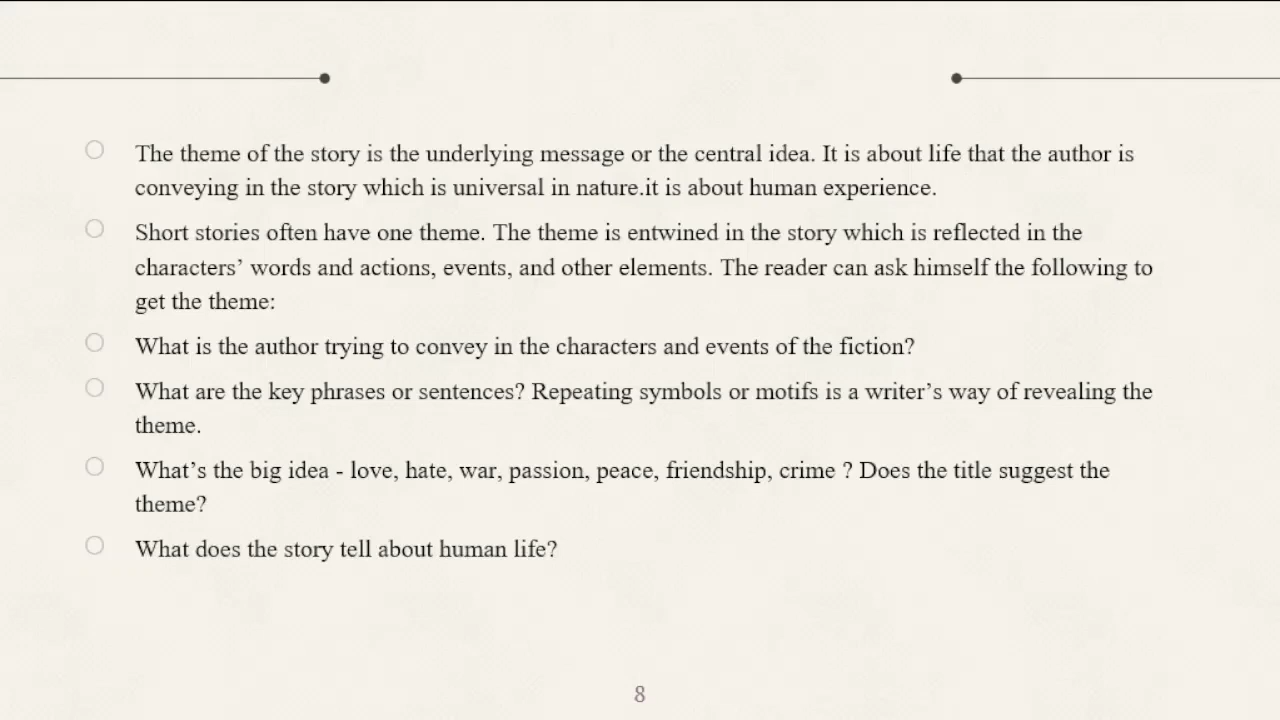 The theme of the story is the underlying message or the central idea. It is about life that the author is
conveying in the story which is universal in nature.it is about human experience.
Short stories often have one theme. The theme is entwined in the story which is reflected in the
characters’ words and actions, events, and other elements. The reader can ask himself the following to
get the theme:
What is the author trying to convey in the characters and events of the fiction?
What are the key phrases or sentences? Repeating symbols or motifs is a writer’s way of revealing the
theme.
What’s the big idea - love, hate, war, passion, peace, friendship, crime ? Does the title suggest the
theme?
What does the story tell about human life?
8